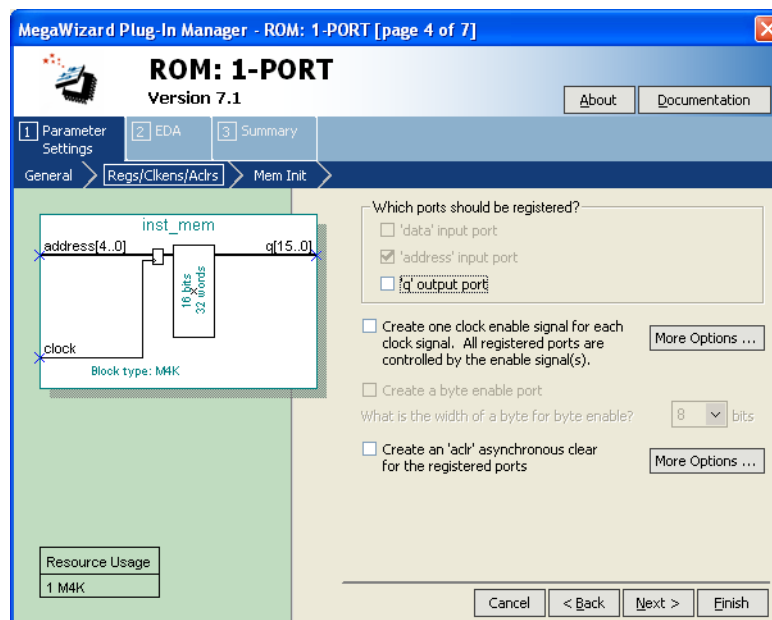 MegaWizard Plug-In Manager - ROM: 1-PORT [page 4 of 7]
ROM: 1-PORT
Version 7.1
About
Documentation
1 Parameter Settings
2 EDA
3 Summary
General
Regs/Clkens/Aclrs
Mem Init
inst_mem
address[4..0]
q[15..0]
16 bits
32 words
clock
Block type: M4K
Resource Usage
1 M4K
Which ports should be registered?
'data' input port
'address' input port
'q' output port
Create one clock enable signal for each
clock signal. All registered ports are
controlled by the enable signal(s).
More Options ...
Create a byte enable port
What is the width of a byte for byte enable?
8
bits
Create an 'aclr' asynchronous clear
for the registered ports
More Options ...
Cancel
< Back
Next >
Finish